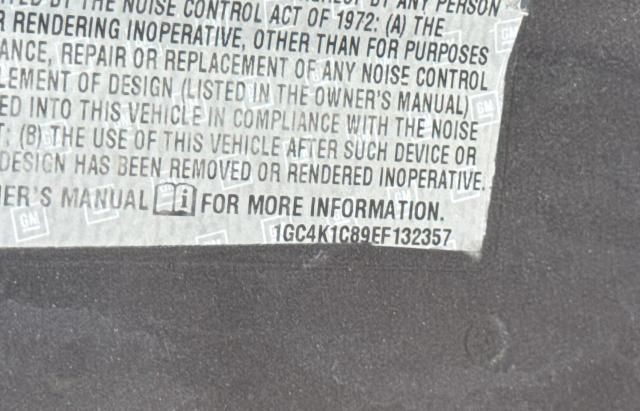 BY THE NOISE CONTROL ACT OF 1972: (A) THE
R RENDERING INOPERATIVE, OTHER THAN FOR PURPOSES
ANCE, REPAIR OR REPLACEMENT OF ANY NOISE CONTROL
LEMENT OF DESIGN (LISTED IN THE OWNER'S MANUAL)
ED INTO THIS VEHICLE IN COMPLIANCE WITH THE NOISE
T; (B) THE USE OF THIS VEHICLE AFTER SUCH DEVICE OR
DESIGN HAS BEEN REMOVED OR RENDERED INOPERATIVE.
NER'S MANUAL i FOR MORE INFORMATION.
1GC4K1C89EF132357